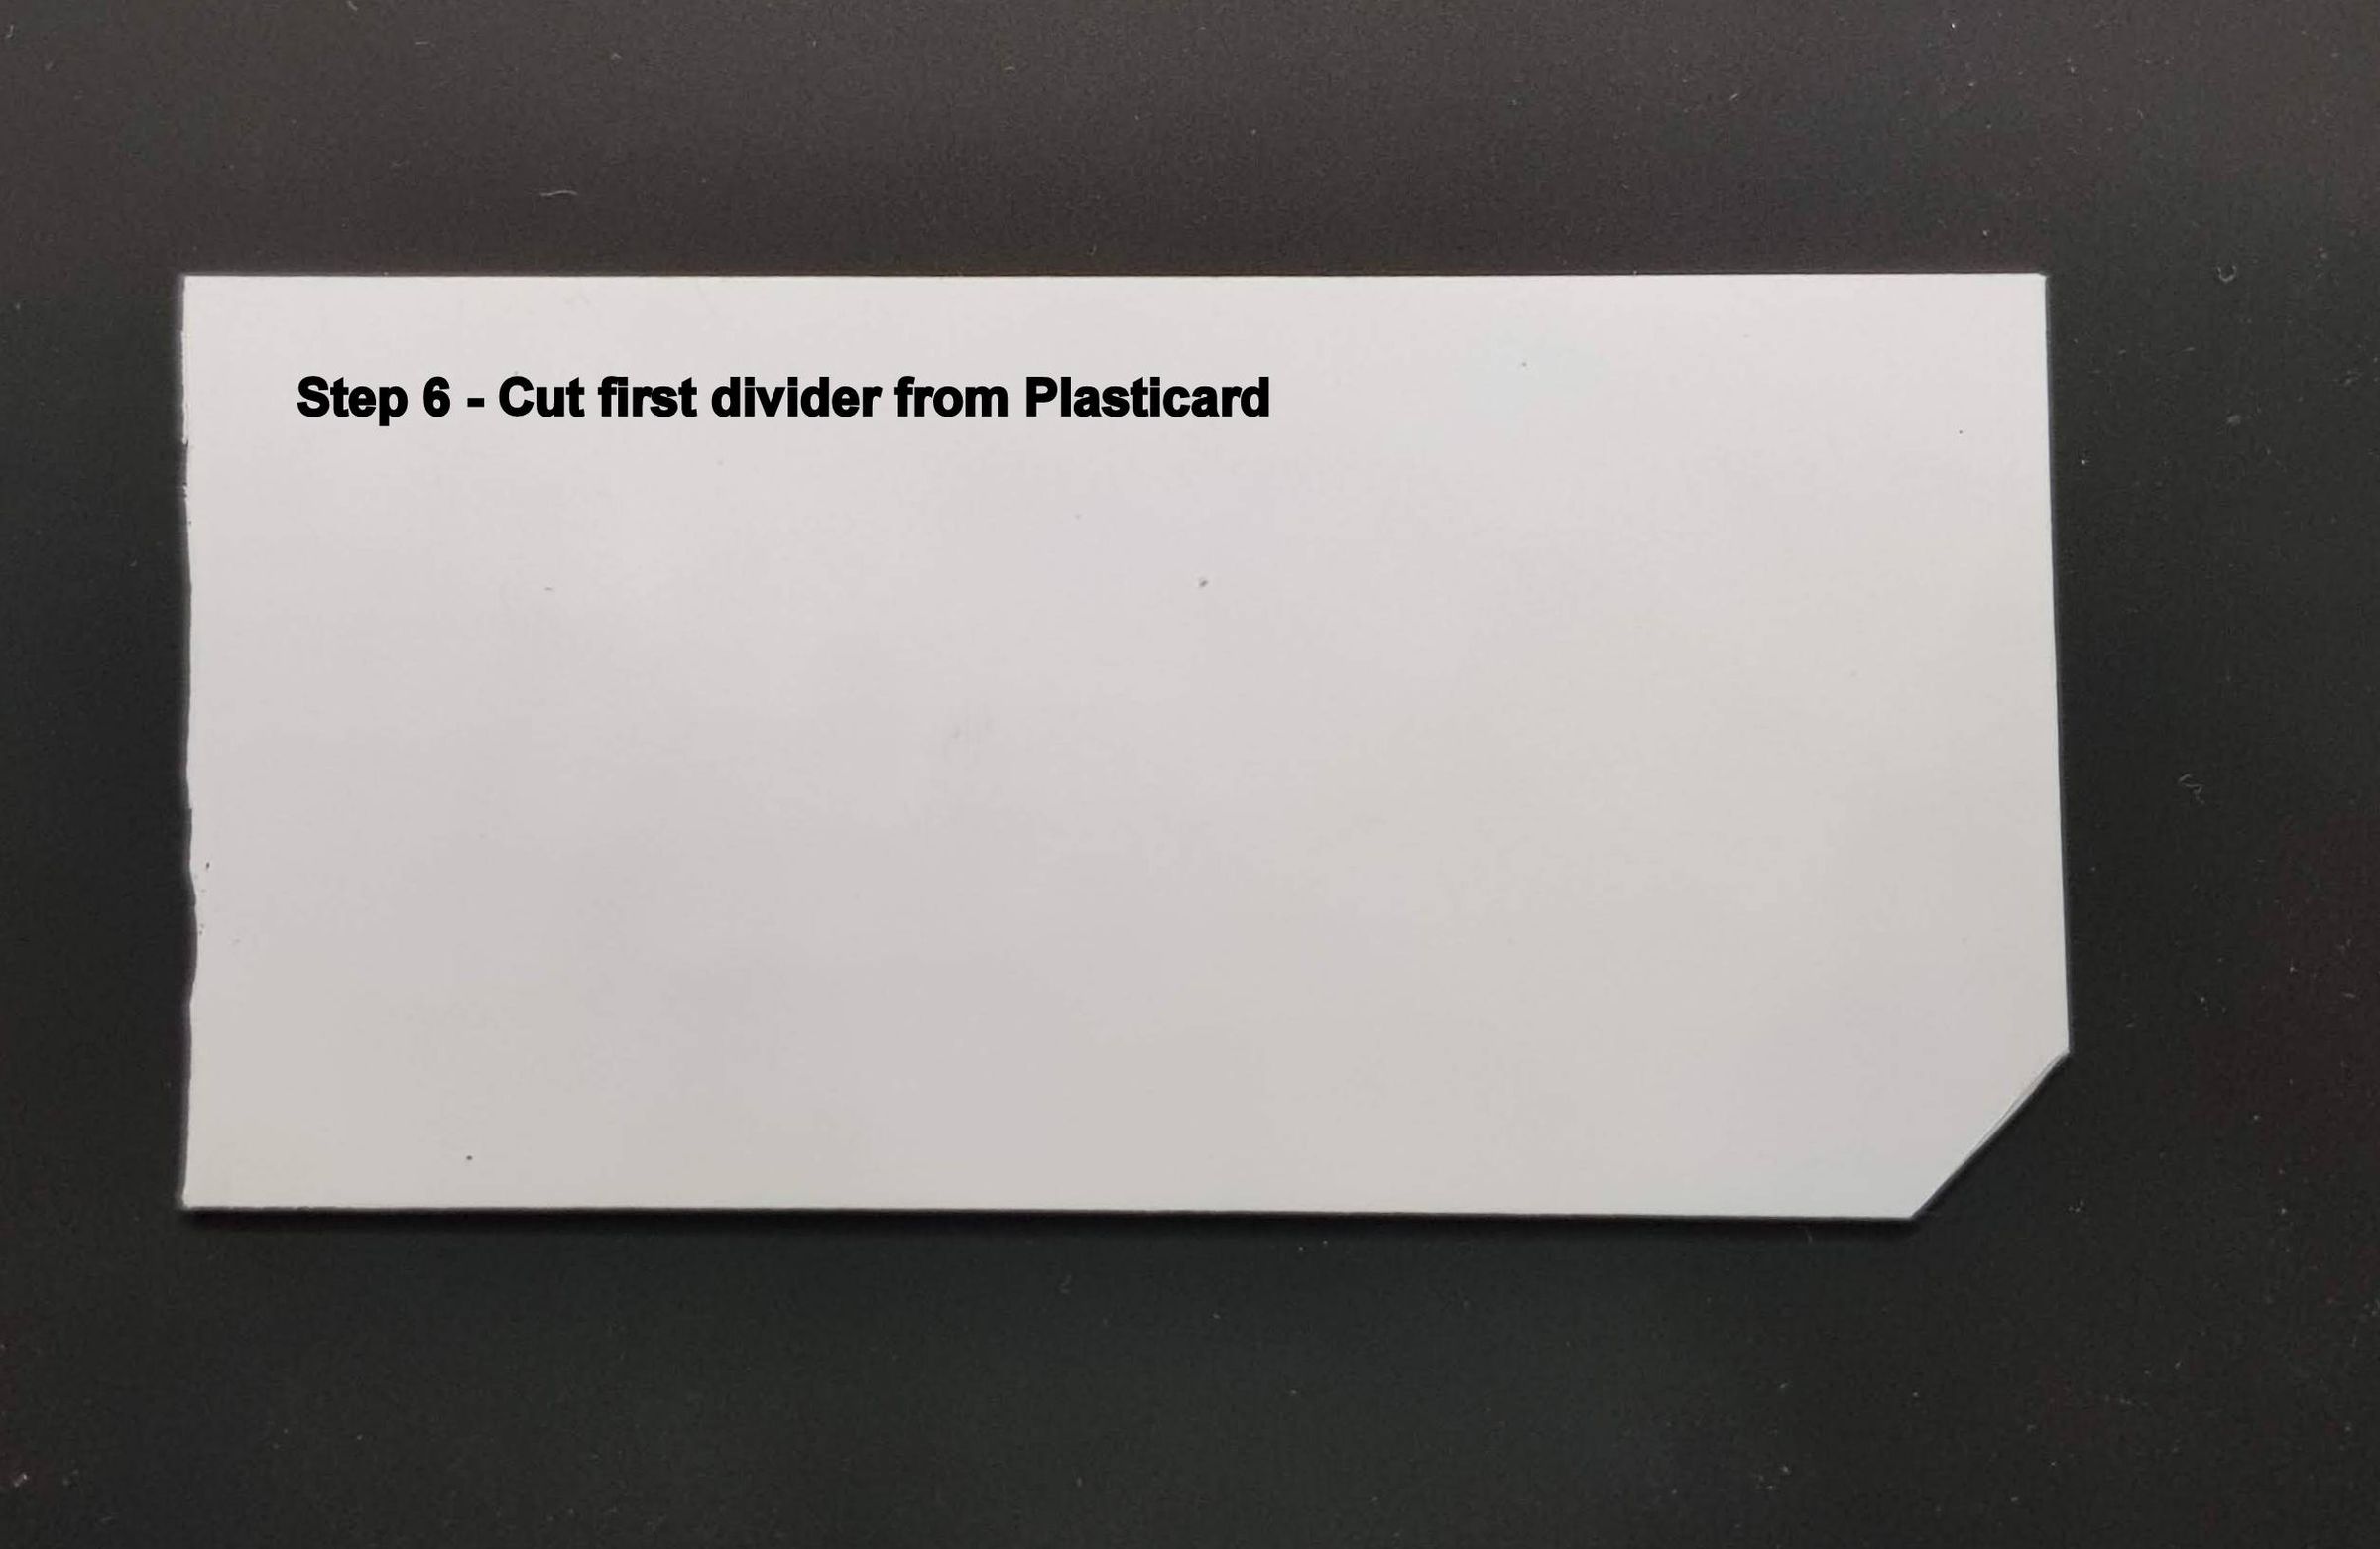 Step 6 - Cut first divider from Plasticard